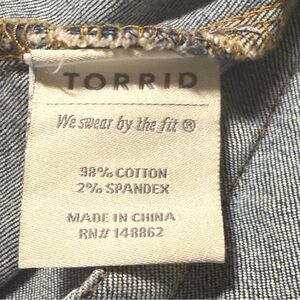 TORRID
We swear by the fit ®
98% COTTON
2% SPANDEX
MADE IN CHINA
RN# 148862